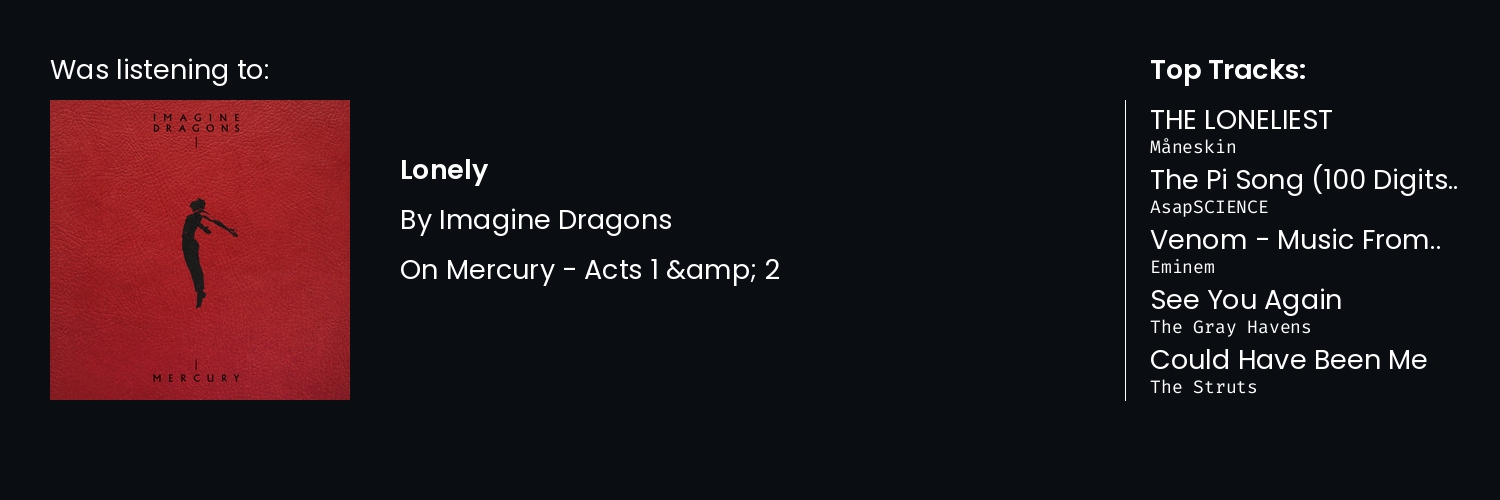 Was listening to:
IMAGINE
DRAGONS
MERCURY
Lonely
By Imagine Dragons
On Mercury - Acts 1 &amp; 2
Top Tracks:
THE LONELIEST
Måneskin
The Pi Song (100 Digits..
AsapSCIENCE
Venom - Music From..
Eminem
See You Again
The Gray Havens
Could Have Been Me
The Struts